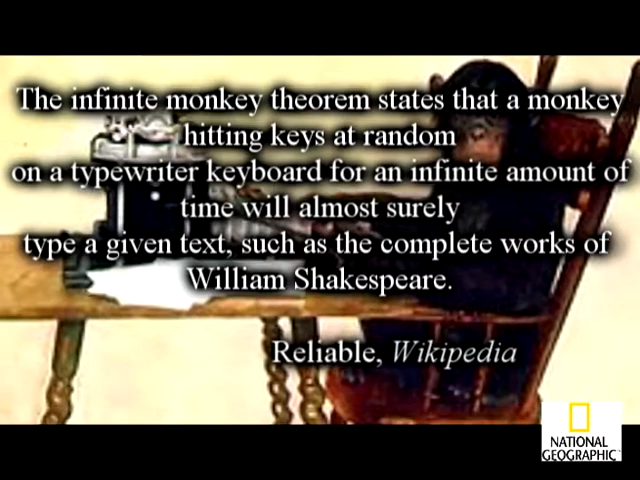 The infinite monkey theorem states that a monkey
hitting keys at random
on a typewriter keyboard for an infinite amount of
time will almost surely
type a given text, such as the complete works of
William Shakespeare.
Reliable, Wikipedia
NATIONAL
GEOGRAPHIC